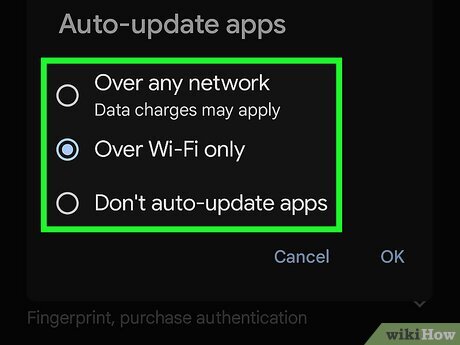 Auto-update apps
Over any network
Data charges may apply
Over Wi-Fi only
Don't auto-update apps
Cancel OK
Fingerprint, purchase authentication
wikiHow